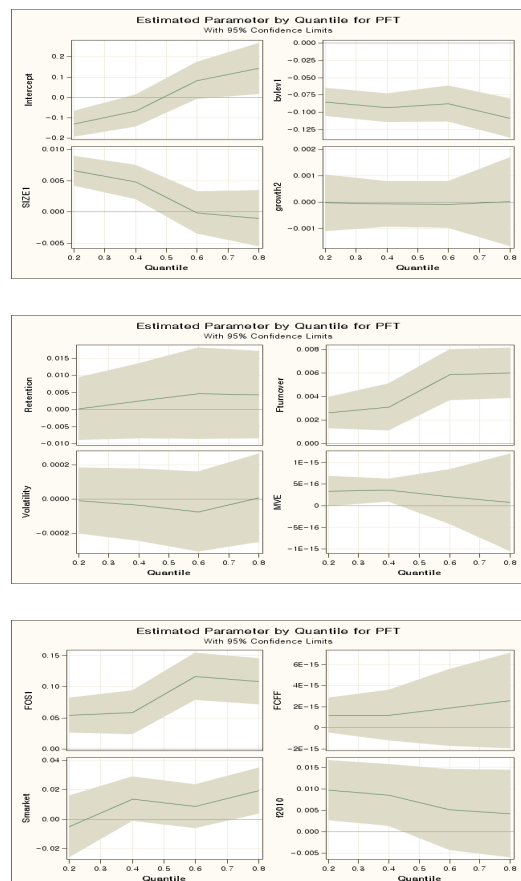 Estimated Parameter by Quantile for PFT
With 95% Confidence Limits
Intercept
0.2
0.1
0.0
-0.1
-0.2
bvlev1
0.000
-0.025
-0.050
-0.075
-0.100
-0.125
SIZE1
0.010
0.005
0.000
-0.005
growth2
0.002
0.001
0.000
-0.001
0.2 0.3 0.4 0.5 0.6 0.7 0.8
0.2 0.3 0.4 0.5 0.6 0.7 0.8
Quantile
Quantile
Estimated Parameter by Quantile for PFT
With 95% Confidence Limits
Retention
0.015
0.010
0.005
0.000
-0.005
-0.010
Fturnover
0.008
0.006
0.004
0.002
0.000
Volatility
0.0002
0.0000
-0.0002
MVE
1E-15
5E-16
0
-5E-16
-1E-15
0.2 0.3 0.4 0.5 0.6 0.7 0.8
0.2 0.3 0.4 0.5 0.6 0.7 0.8
Quantile
Quantile
Estimated Parameter by Quantile for PFT
With 95% Confidence Limits
FOS1
0.15
0.10
0.05
0.00
FCFF
6E-15
4E-15
2E-15
0
-2E-15
Smarket
0.04
0.02
0.00
-0.02
f2010
0.015
0.010
0.005
0.000
-0.005
0.2 0.3 0.4 0.5 0.6 0.7 0.8
0.2 0.3 0.4 0.5 0.6 0.7 0.8
Quantile
Quantile